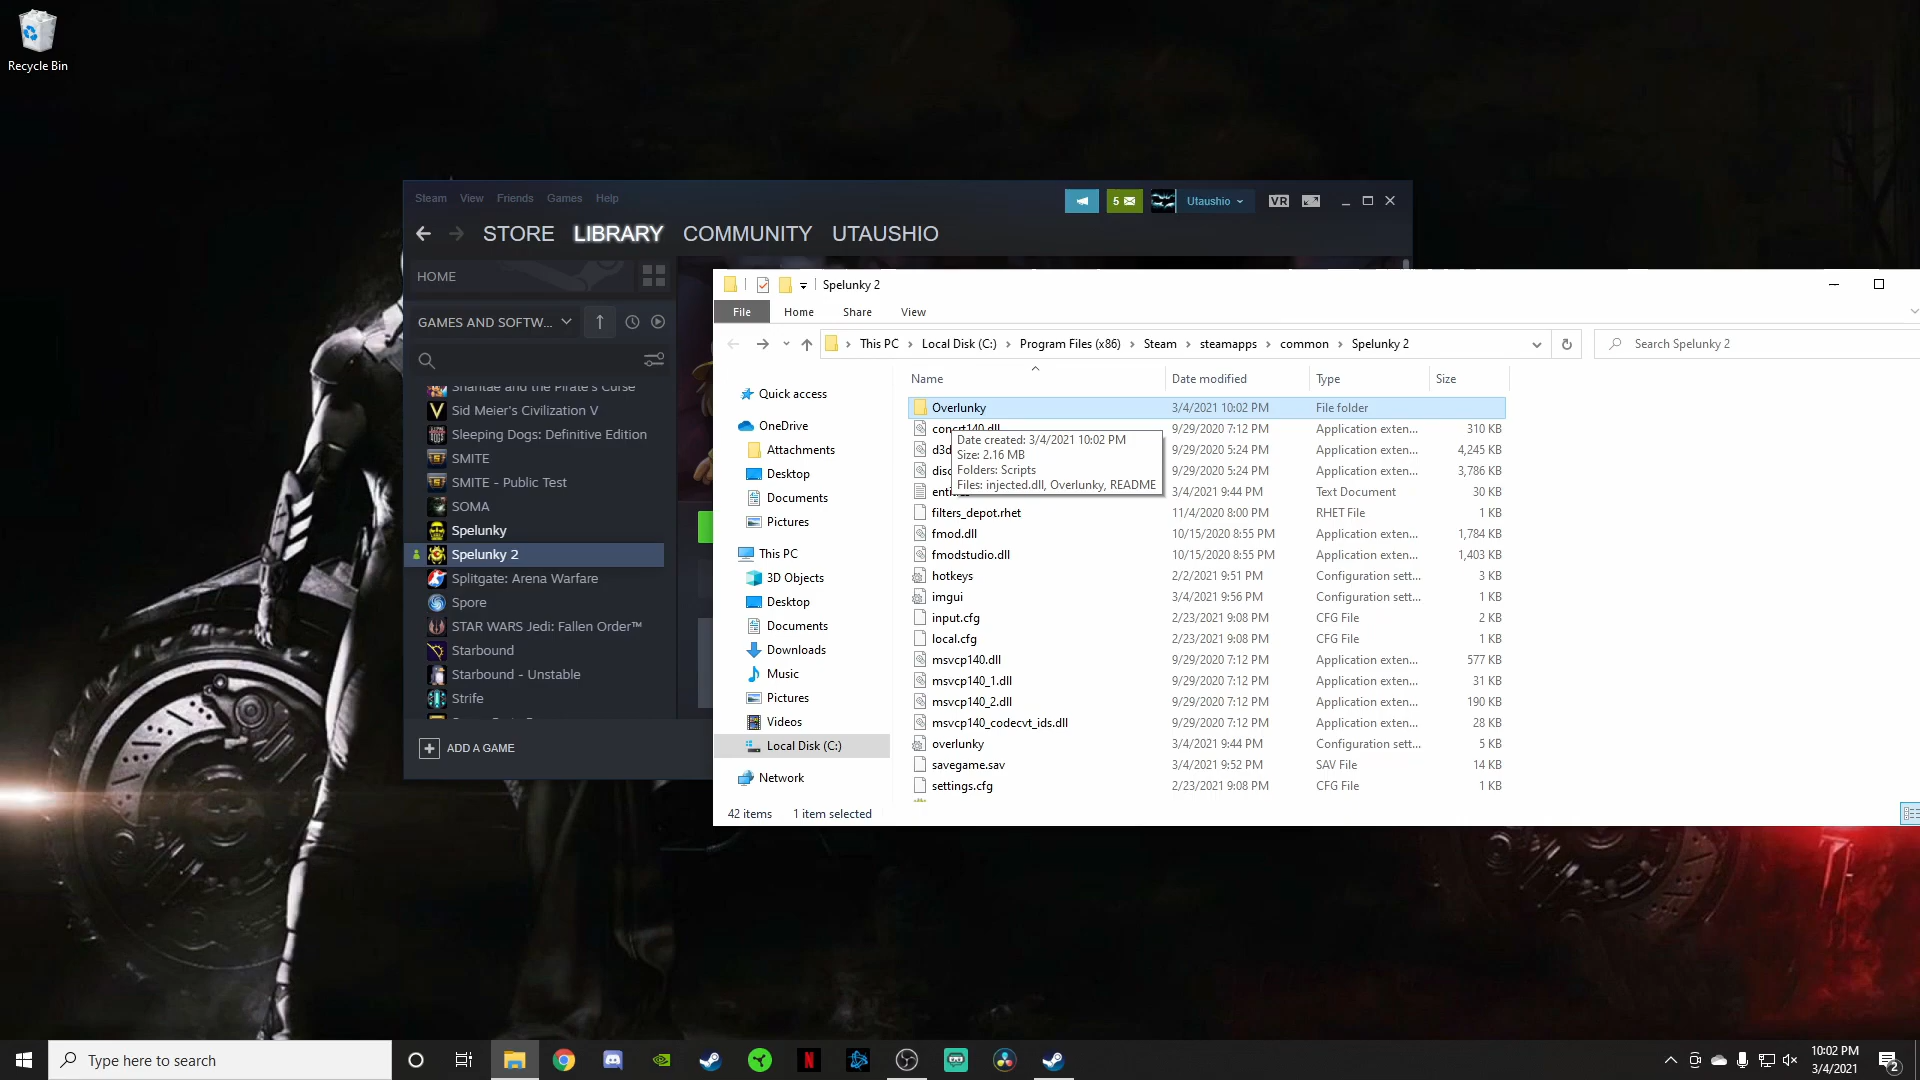 Recycle Bin
Steam View Friends Games Help
5
Utaushio
VR
STORE LIBRARY COMMUNITY UTAUSHIO
HOME
GAMES AND SOFTW...
Shantae and the Pirate's Curse
Sid Meier's Civilization V
Sleeping Dogs: Definitive Edition
SMITE
SMITE - Public Test
SOMA
Spelunky
Spelunky 2
Splitgate: Arena Warfare
Spore
STAR WARS Jedi: Fallen Order™
Starbound
Starbound - Unstable
Strife
ADD A GAME
Spelunky 2
File Home Share View
This PC Local Disk (C:) Program Files (x86) Steam steamapps common Spelunky 2
Search Spelunky 2
Quick access
OneDrive
Attachments
Desktop
Documents
Pictures
This PC
3D Objects
Desktop
Documents
Downloads
Music
Pictures
Videos
Local Disk (C:)
Network
Name Date modified Type Size
Overlunky 3/4/2021 10:02 PM File folder
concrt140.dll 9/29/2020 7:12 PM Application exten... 310 KB
d3d 9/29/2020 5:24 PM Application exten... 4,245 KB
disc 9/29/2020 5:24 PM Application exten... 3,786 KB
3/4/2021 9:44 PM Text Document 30 KB
Date created: 3/4/2021 10:02 PM
Size: 2.16 MB
Folders: Scripts
Files: injected.dll, Overlunky, README
filters_depot.rhet 11/4/2020 8:00 PM RHET File 1 KB
fmod.dll 10/15/2020 8:55 PM Application exten... 1,784 KB
fmodstudio.dll 10/15/2020 8:55 PM Application exten... 1,403 KB
hotkeys 2/2/2021 9:51 PM Configuration sett... 3 KB
imgui 3/4/2021 9:56 PM Configuration sett... 1 KB
input.cfg 2/23/2021 9:08 PM CFG File 2 KB
local.cfg 2/23/2021 9:08 PM CFG File 1 KB
msvcp140.dll 9/29/2020 7:12 PM Application exten... 577 KB
msvcp140_1.dll 9/29/2020 7:12 PM Application exten... 31 KB
msvcp140_2.dll 9/29/2020 7:12 PM Application exten... 190 KB
msvcp140_codecvt_ids.dll 9/29/2020 7:12 PM Application exten... 28 KB
overlunky 3/4/2021 9:44 PM Configuration sett... 5 KB
savegame.sav 3/4/2021 9:52 PM SAV File 14 KB
settings.cfg 2/23/2021 9:08 PM CFG File 1 KB
42 items 1 item selected
Type here to search
N
10:02 PM
3/4/2021
2